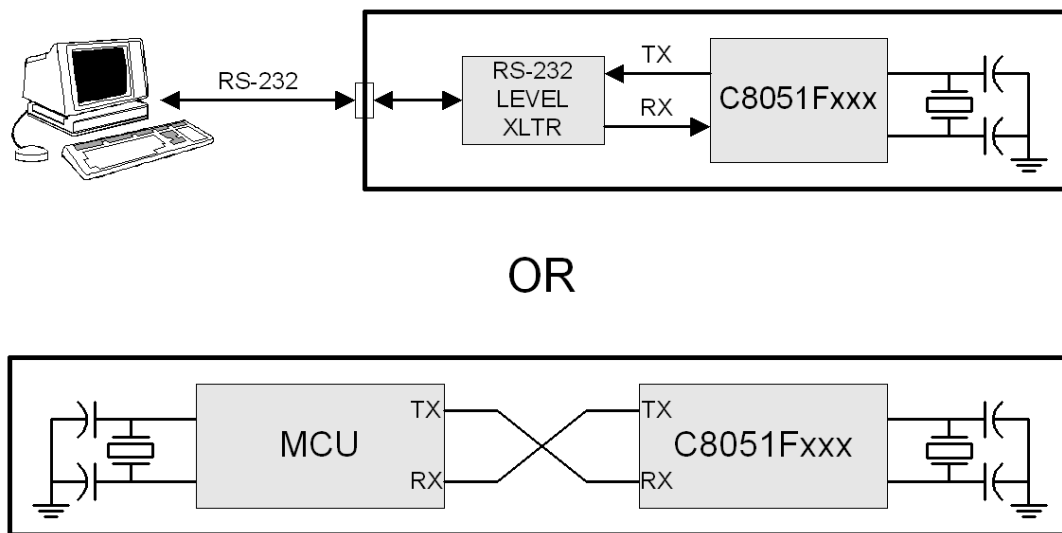 RS-232
RS-232
LEVEL
XLTR
TX
RX
C8051Fxxx
OR
MCU
TX
RX
TX
RX
C8051Fxxx